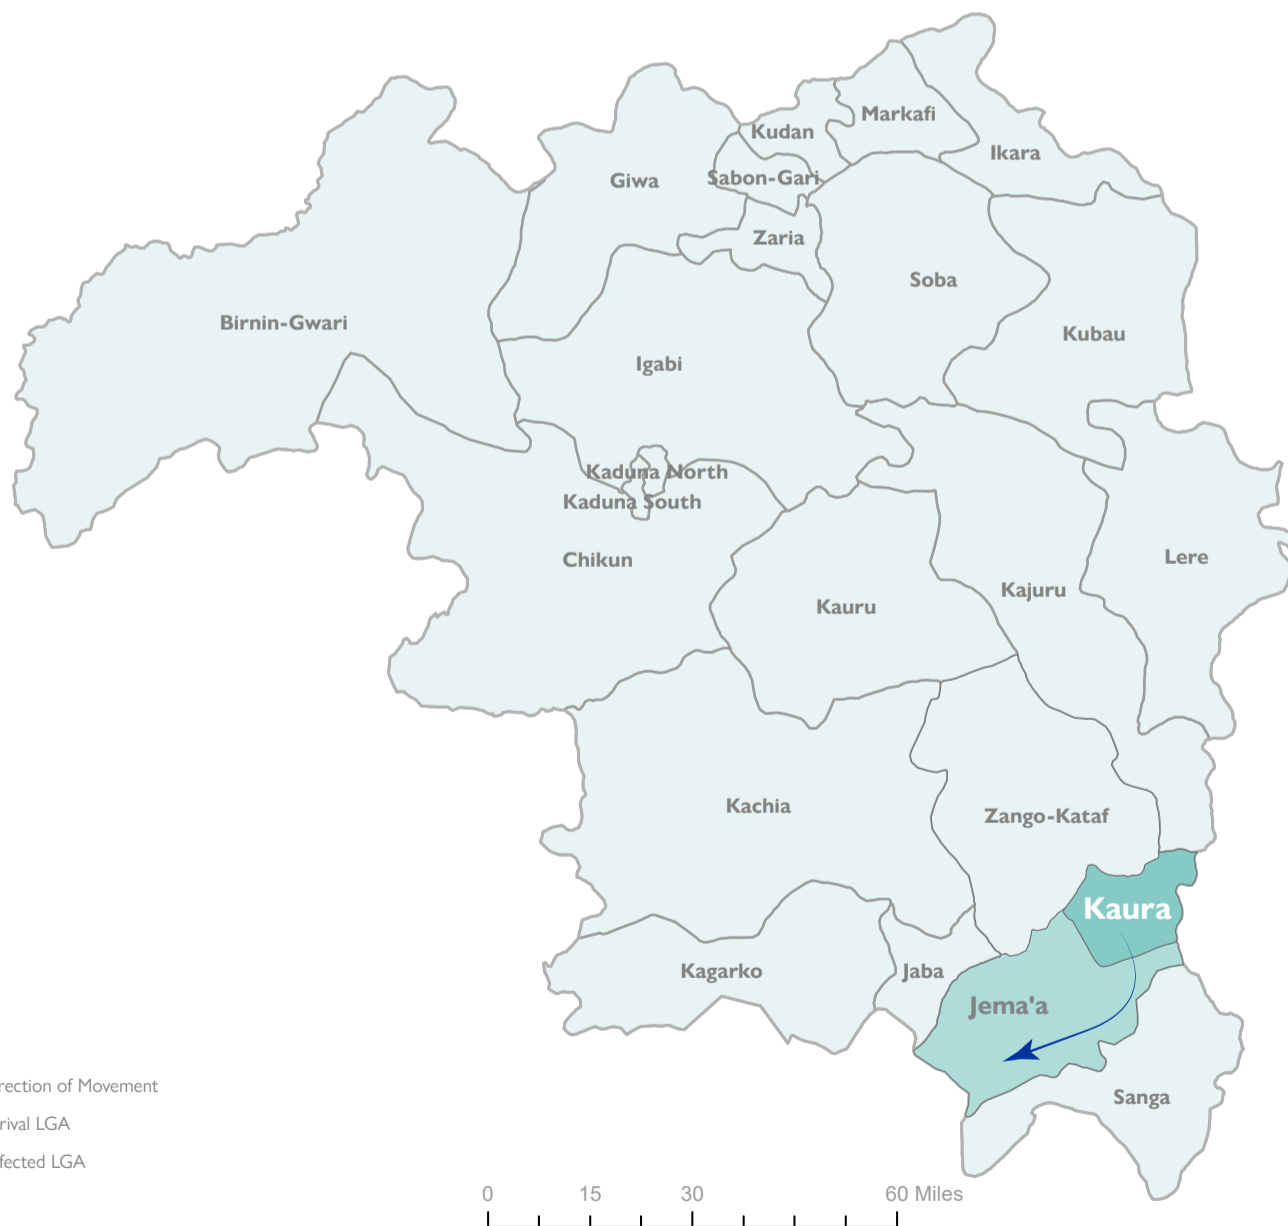 Markafi
Kudan
Ikara
Sabon-Gari
Giwa
Zaria
Soba
Birnin-Gwari
Kubau
Igabi
Kaduna North
Kaduna South
Chikun
Lere
Kajuru
Kauru
Kachia
Zango-Kataf
Kaura
Kagarko
Jaba
Jema'a
Sanga
rection of Movement
rival LGA
fected LGA
0 15 30 60 Miles